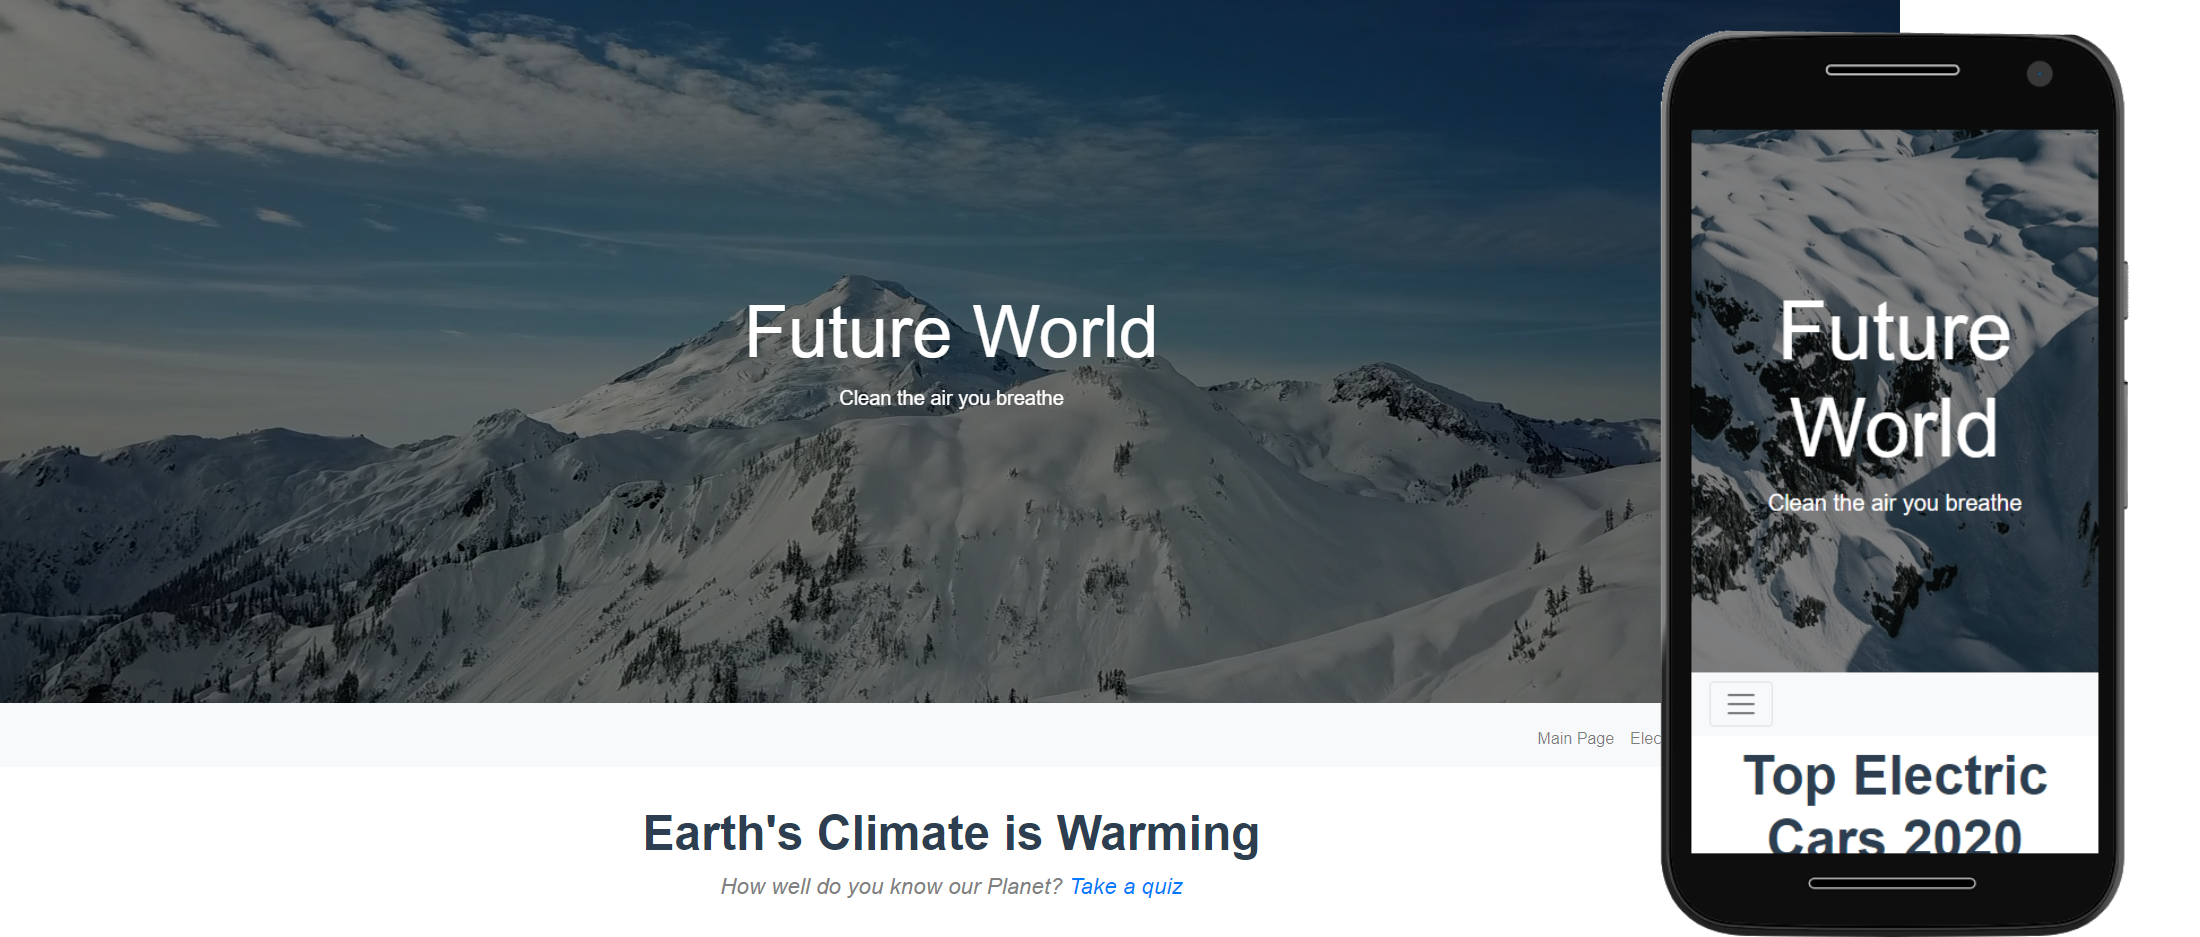 Future World
Clean the air you breathe
Main Page Elec
Earth's Climate is Warming
How well do you know our Planet? Take a quiz
Future
World
Clean the air you breathe
Top Electric
Cars 2020